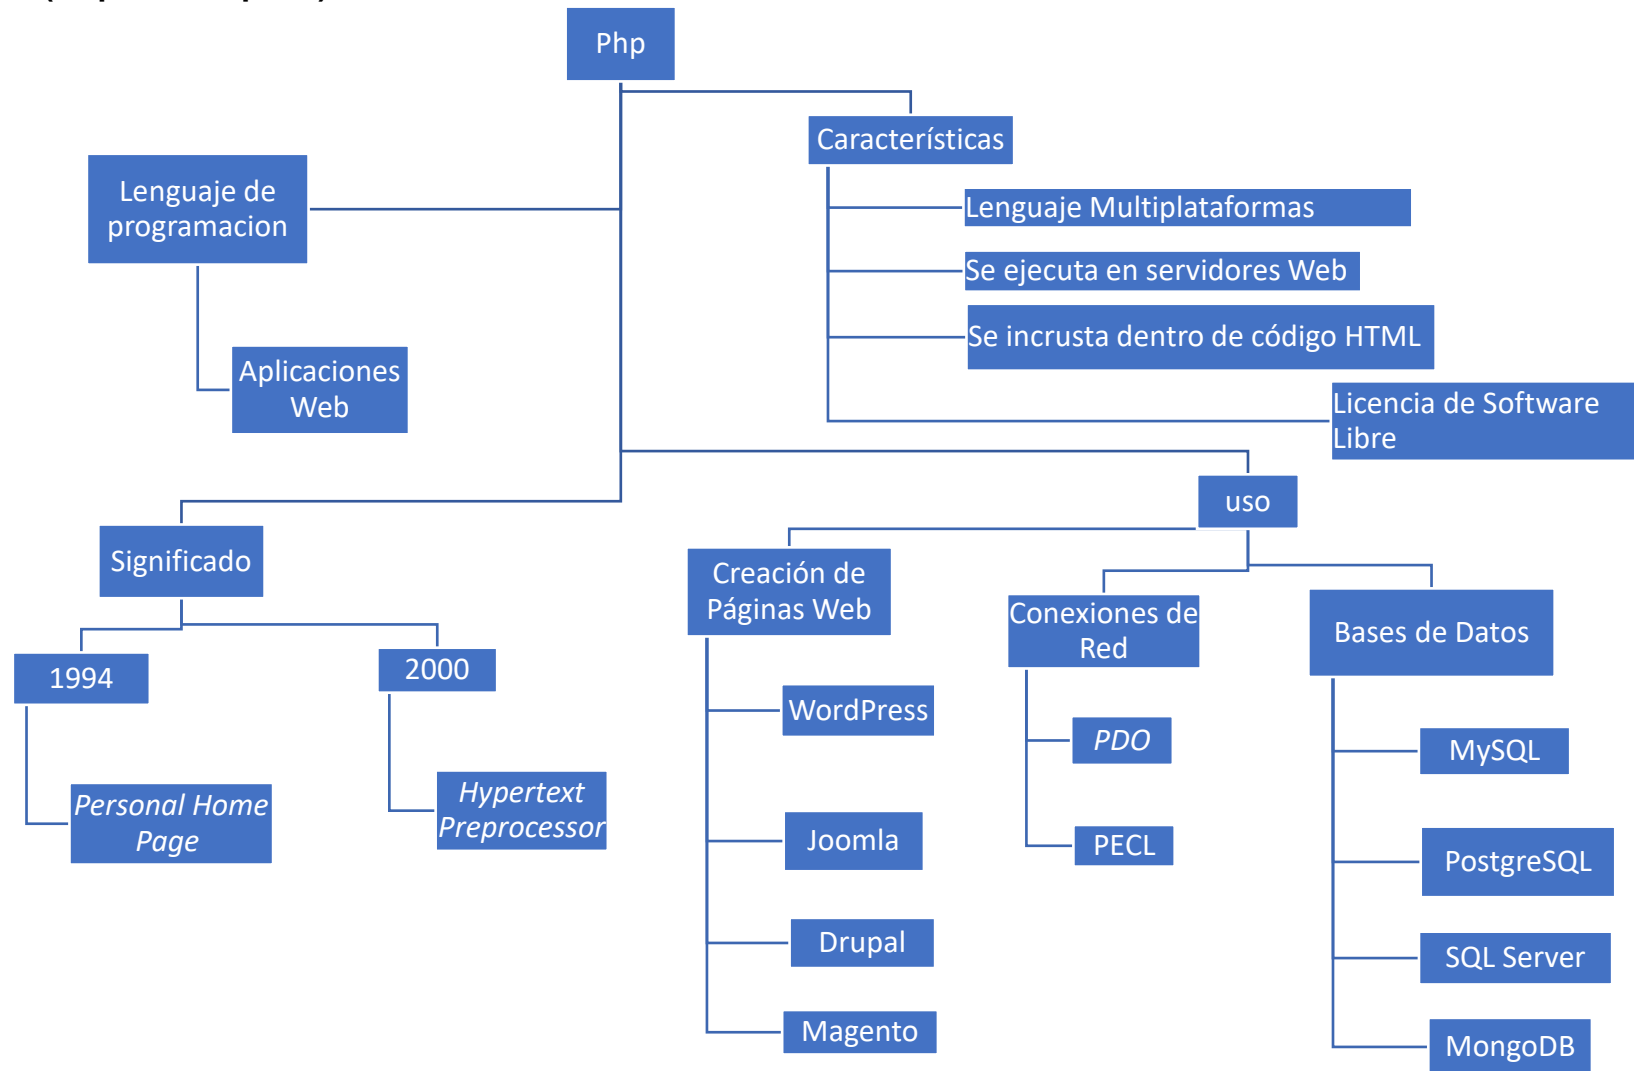 Php
Características
Lenguaje de
programacion
Lenguaje Multiplataformas
Se ejecuta en servidores Web
Se incrusta dentro de código HTML
Aplicaciones
Web
Licencia de Software
Libre
uso
Significado
Creación de
Páginas Web
Conexiones de
Red
Bases de Datos
1994
2000
WordPress
PDO
MySQL
Personal Home
Page
Hypertext
Preprocessor
Joomla
PECL
PostgreSQL
Drupal
SQL Server
Magento
MongoDB